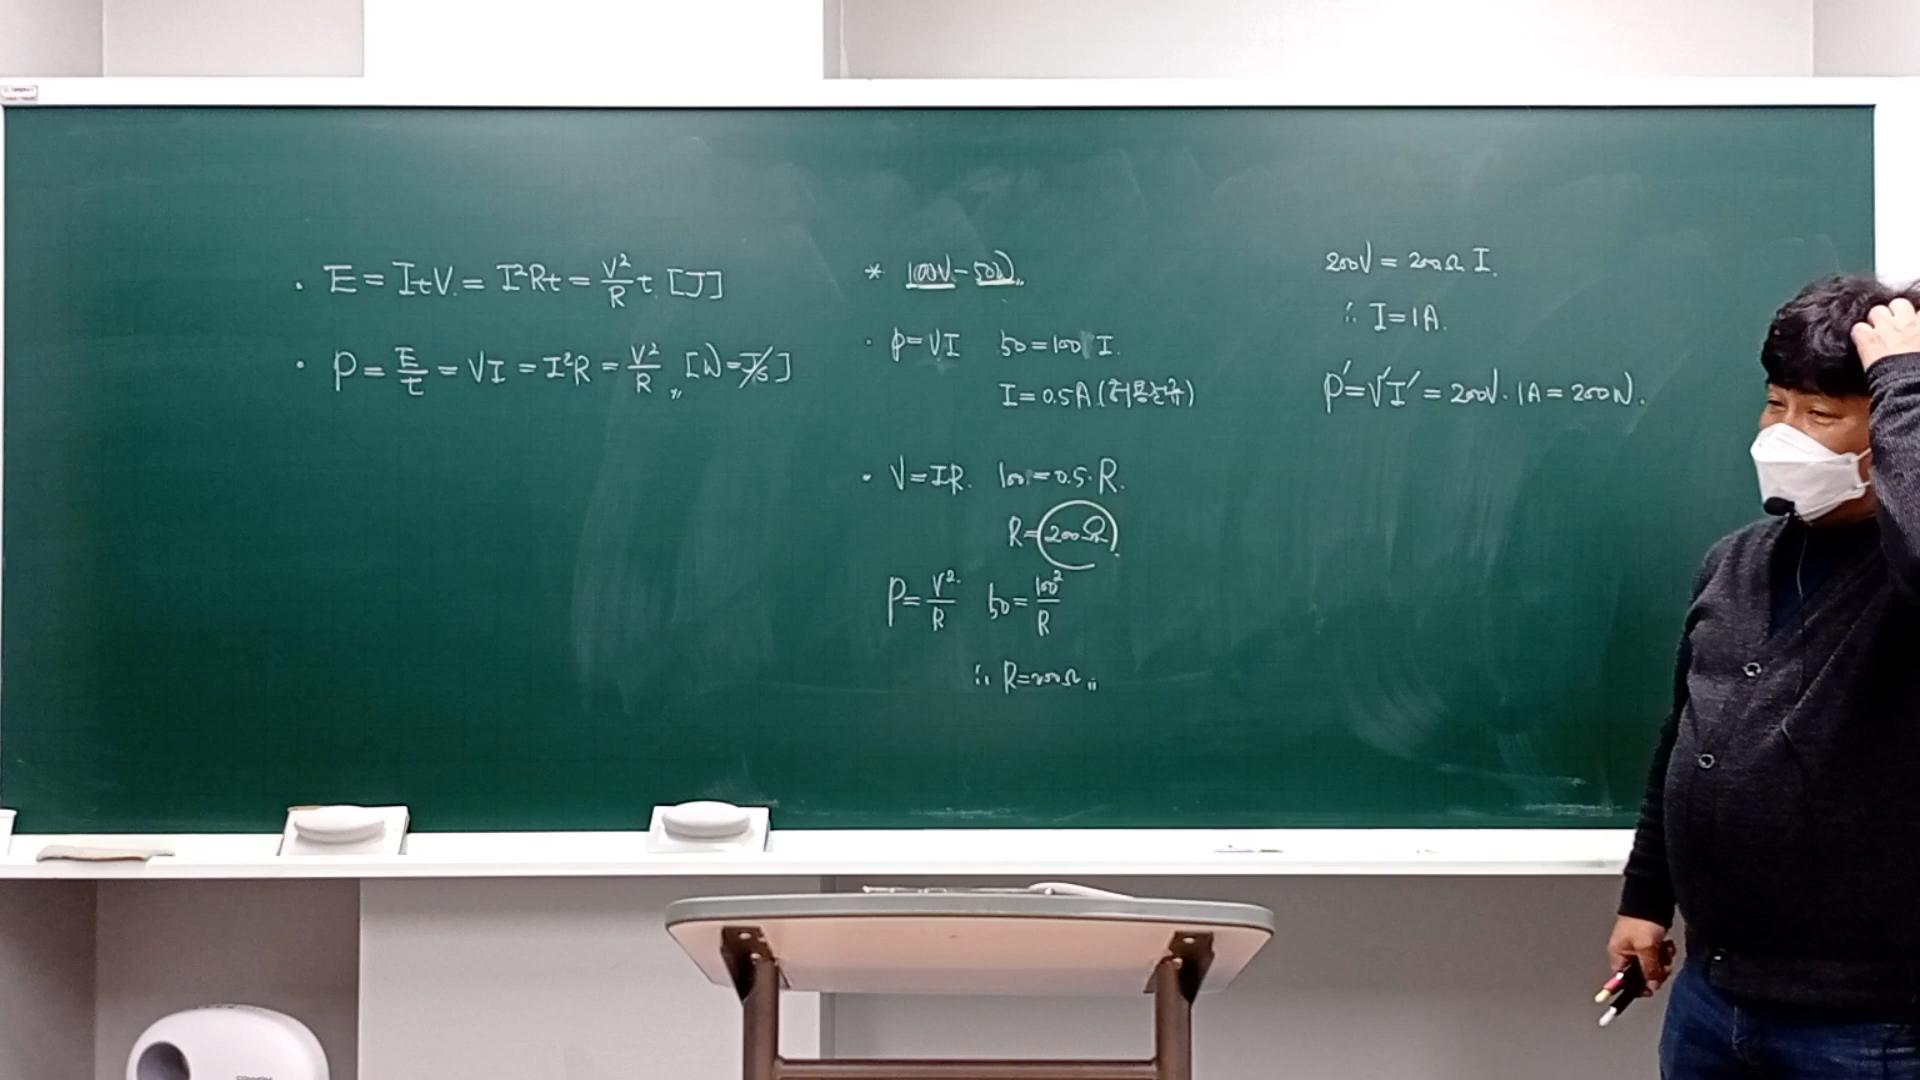 · E = ItV = I²Rt = V²/R t [J]
· P = E/t = VI = I²R = V²/R 〃 [W=J/s]
* 100V-50W〃
· P=VI 50=100 I.
I=0.5A (허용전류)
· V=IR. 100=0.5·R.
R=200Ω.
P=V²/R 50=100²/R
∴ R=200Ω〃
200V = 200Ω I.
∴ I=1A.
P'=V'I' = 200V·1A = 200W.